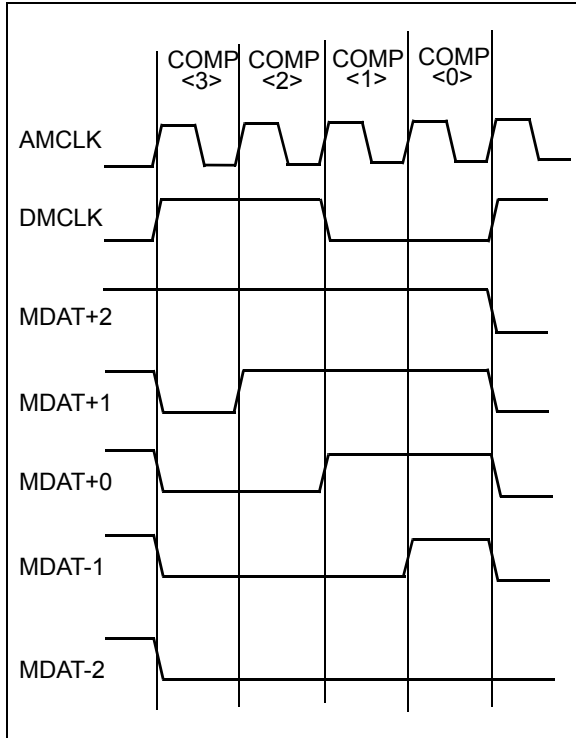 COMP COMP COMP COMP
<3> <2> <1> <0>
AMCLK
DMCLK
MDAT+2
MDAT+1
MDAT+0
MDAT-1
MDAT-2